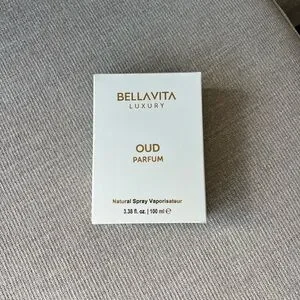 BELLAVITA
LUXURY
OUD
PARFUM
Natural Spray Vaporisateur
3.38 fl. oz. | 100 ml ℮